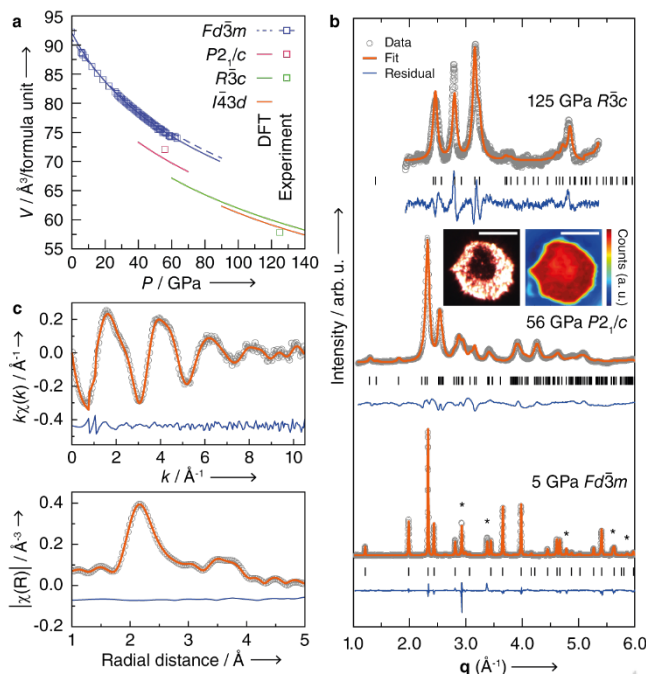 a
95
90
85
80
75
70
65
60
55
V / Å³/formula unit
0 20 40 60 80 100 120 140
P / GPa
Fd3̄m
P2₁/c
R3̄c
I4̄3d
DFT
Experiment
b
Data
Fit
Residual
125 GPa R3̄c
Counts (a. u.)
56 GPa P2₁/c
5 GPa Fd3̄m
* * * * *
Intensity / arb. u.
1.0 2.0 3.0 4.0 5.0 6.0
q (Å⁻¹)
c
0.2
0.0
-0.2
-0.4
kχ(k) / Å⁻¹
0 2 4 6 8 10
k / Å⁻¹
0.4
0.2
0.0
-0.2
|χ(R)| / Å⁻³
1 2 3 4 5
Radial distance / Å